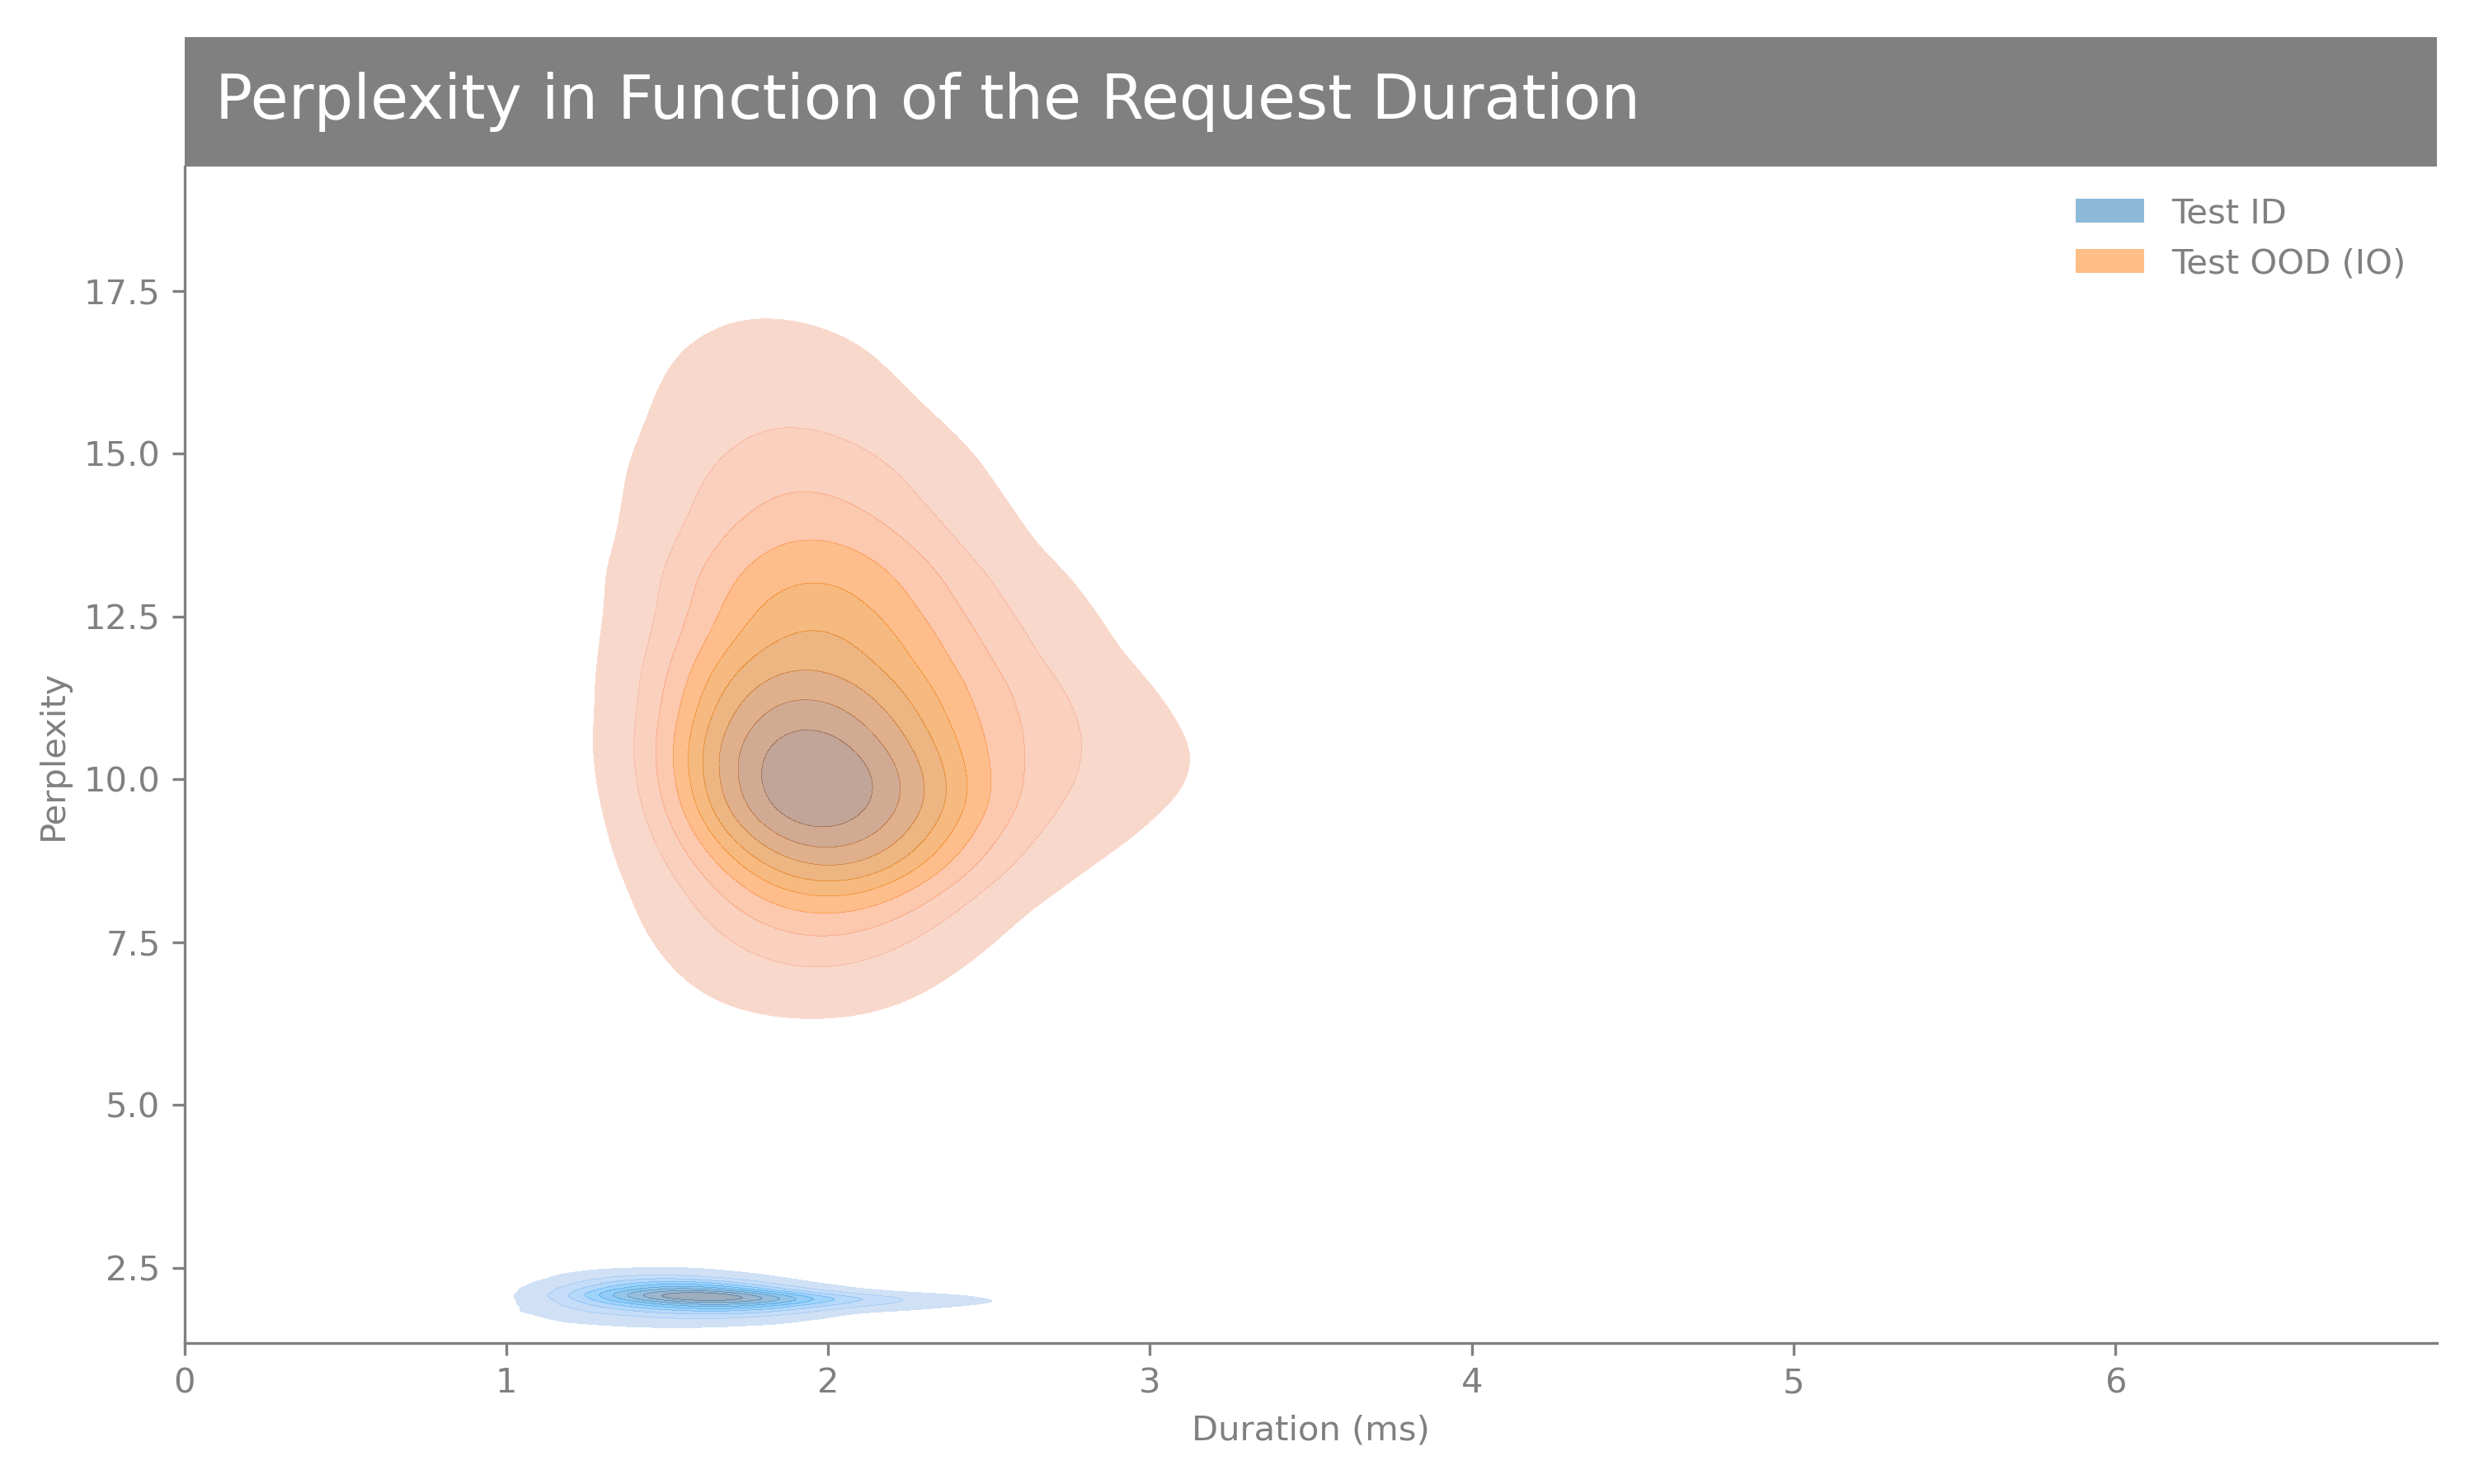 Perplexity in Function of the Request Duration
Test ID
Test OOD (IO)
17.5
15.0
12.5
10.0
7.5
5.0
2.5
Perplexity
0 1 2 3 4 5 6
Duration (ms)